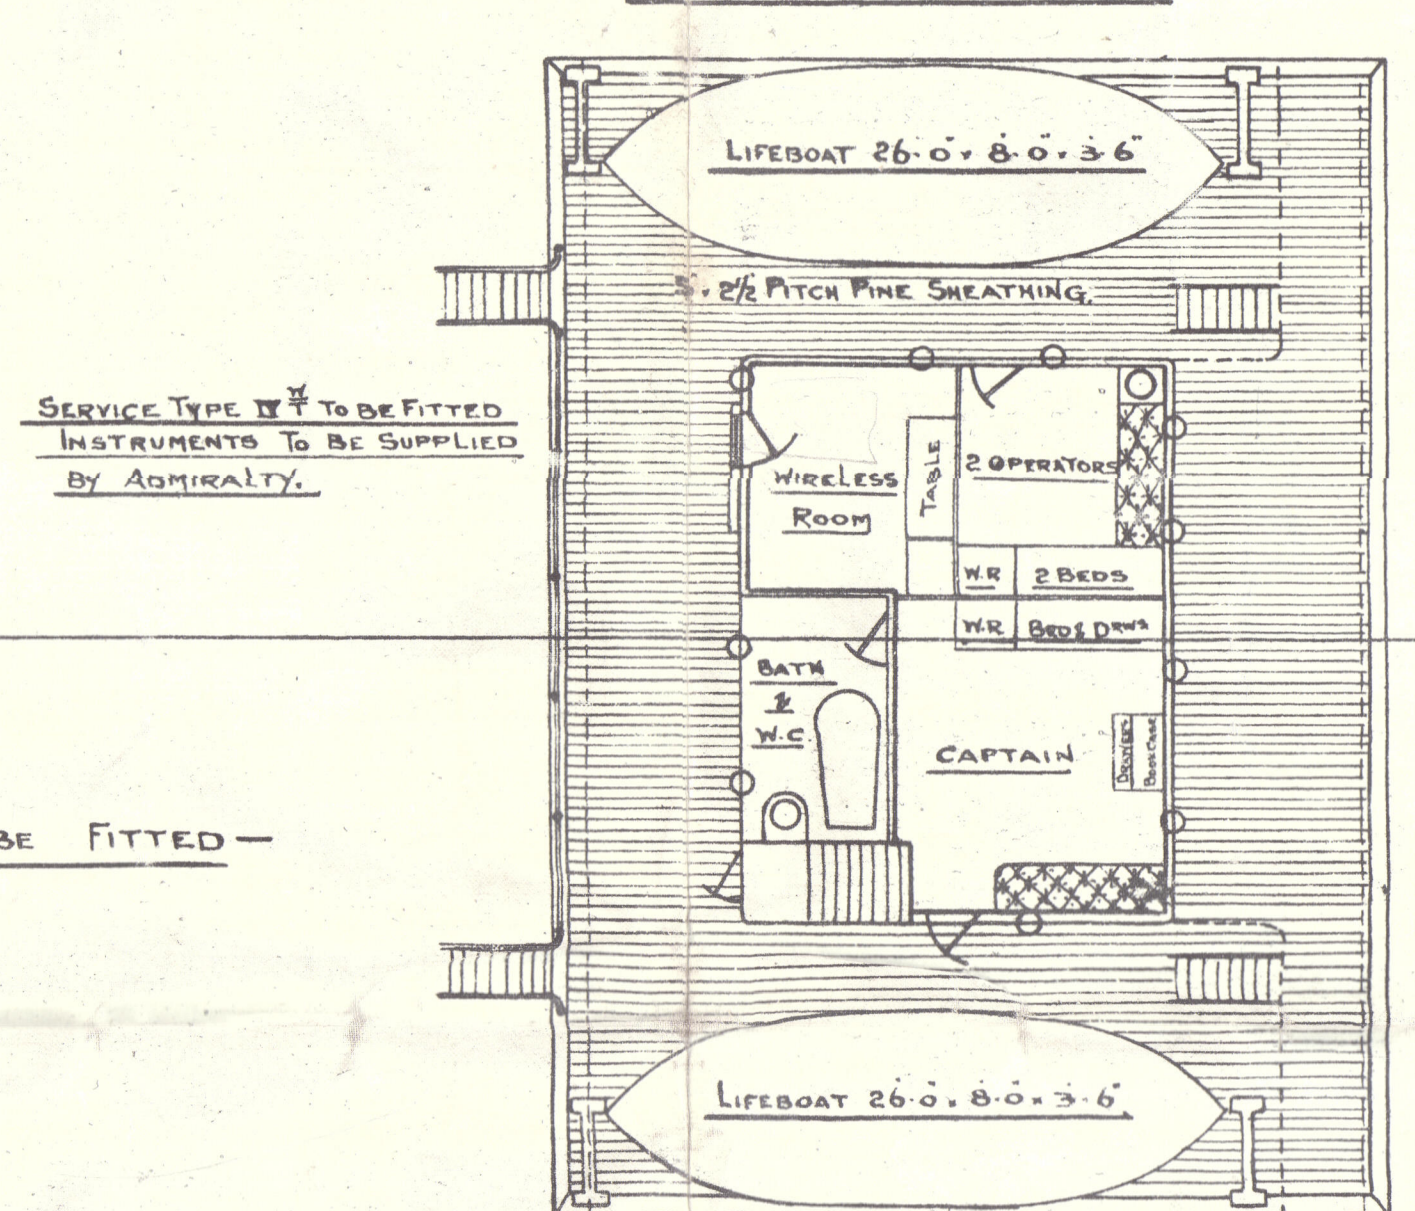 LIFEBOAT 26'·0" × 8'·0" × 3'·6"
5" × 2½" PITCH PINE SHEATHING.
SERVICE TYPE IV W/T TO BE FITTED
INSTRUMENTS TO BE SUPPLIED
BY ADMIRALTY.
WIRELESS
ROOM
TABLE
2 OPERATORS
W.R
2 BEDS
W.R
BED & DRWS
BATH
&
W.C.
CAPTAIN
DRAWERS
BOOKCASE
BE FITTED —
LIFEBOAT 26'·0" × 8'·0" × 3'·6"